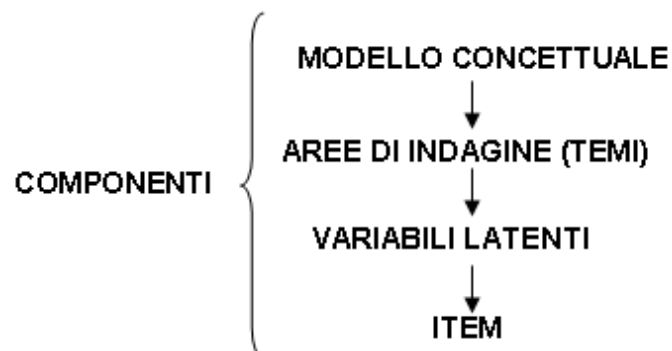 MODELLO CONCETTUALE
AREE DI INDAGINE (TEMI)
COMPONENTI
VARIABILI LATENTI
ITEM